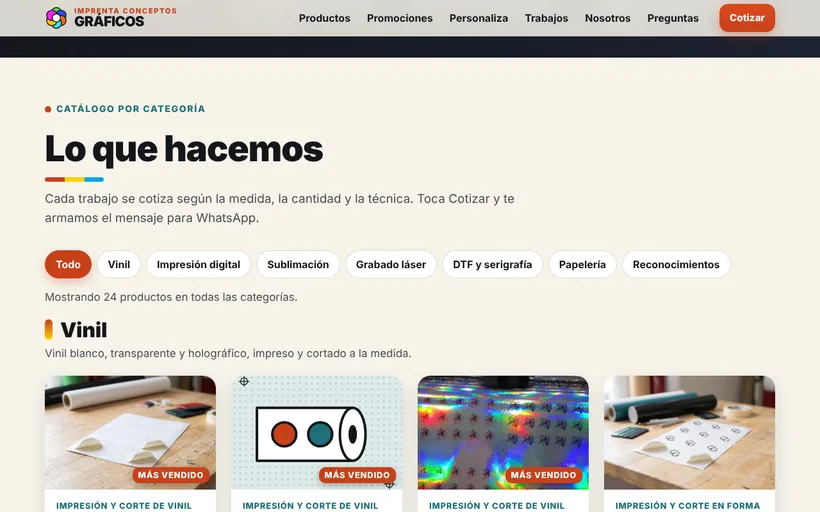 IMPRENTA CONCEPTOS
GRÁFICOS
Productos Promociones Personaliza Trabajos Nosotros Preguntas Cotizar
CATÁLOGO POR CATEGORÍA
Lo que hacemos
Cada trabajo se cotiza según la medida, la cantidad y la técnica. Toca Cotizar y te
armamos el mensaje para WhatsApp.
Todo Vinil Impresión digital Sublimación Grabado láser DTF y serigrafía Papelería Reconocimientos
Mostrando 24 productos en todas las categorías.
Vinil
Vinil blanco, transparente y holográfico, impreso y cortado a la medida.
MÁS VENDIDO MÁS VENDIDO MÁS VENDIDO
IMPRESIÓN Y CORTE DE VINIL IMPRESIÓN Y CORTE DE VINIL IMPRESIÓN Y CORTE DE VINIL IMPRESIÓN Y CORTE EN FORMA